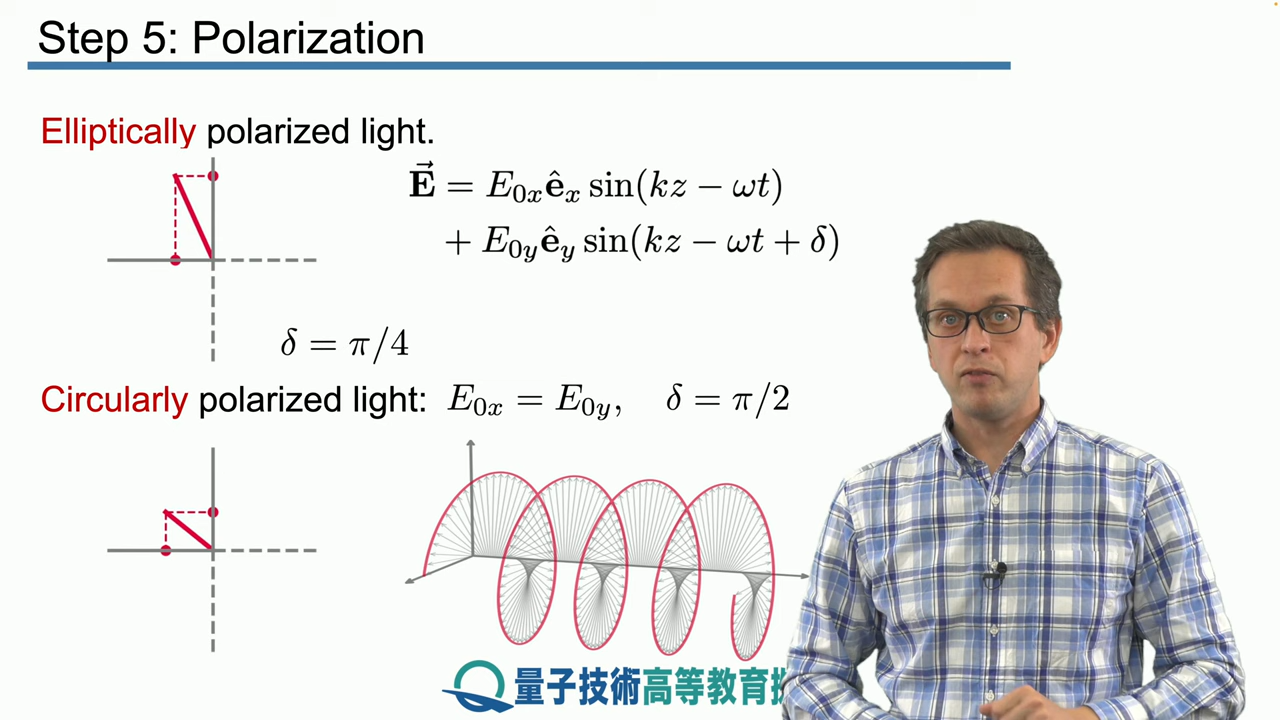 Step 5: Polarization
Elliptically polarized light.
$\vec{\mathbf{E}} = E_{0x}\hat{\mathbf{e}}_x \sin(kz - \omega t)$
$+ E_{0y}\hat{\mathbf{e}}_y \sin(kz - \omega t + \delta)$
$\delta = \pi/4$
Circularly polarized light: $E_{0x} = E_{0y}, \quad \delta = \pi/2$
量子技術高等教育